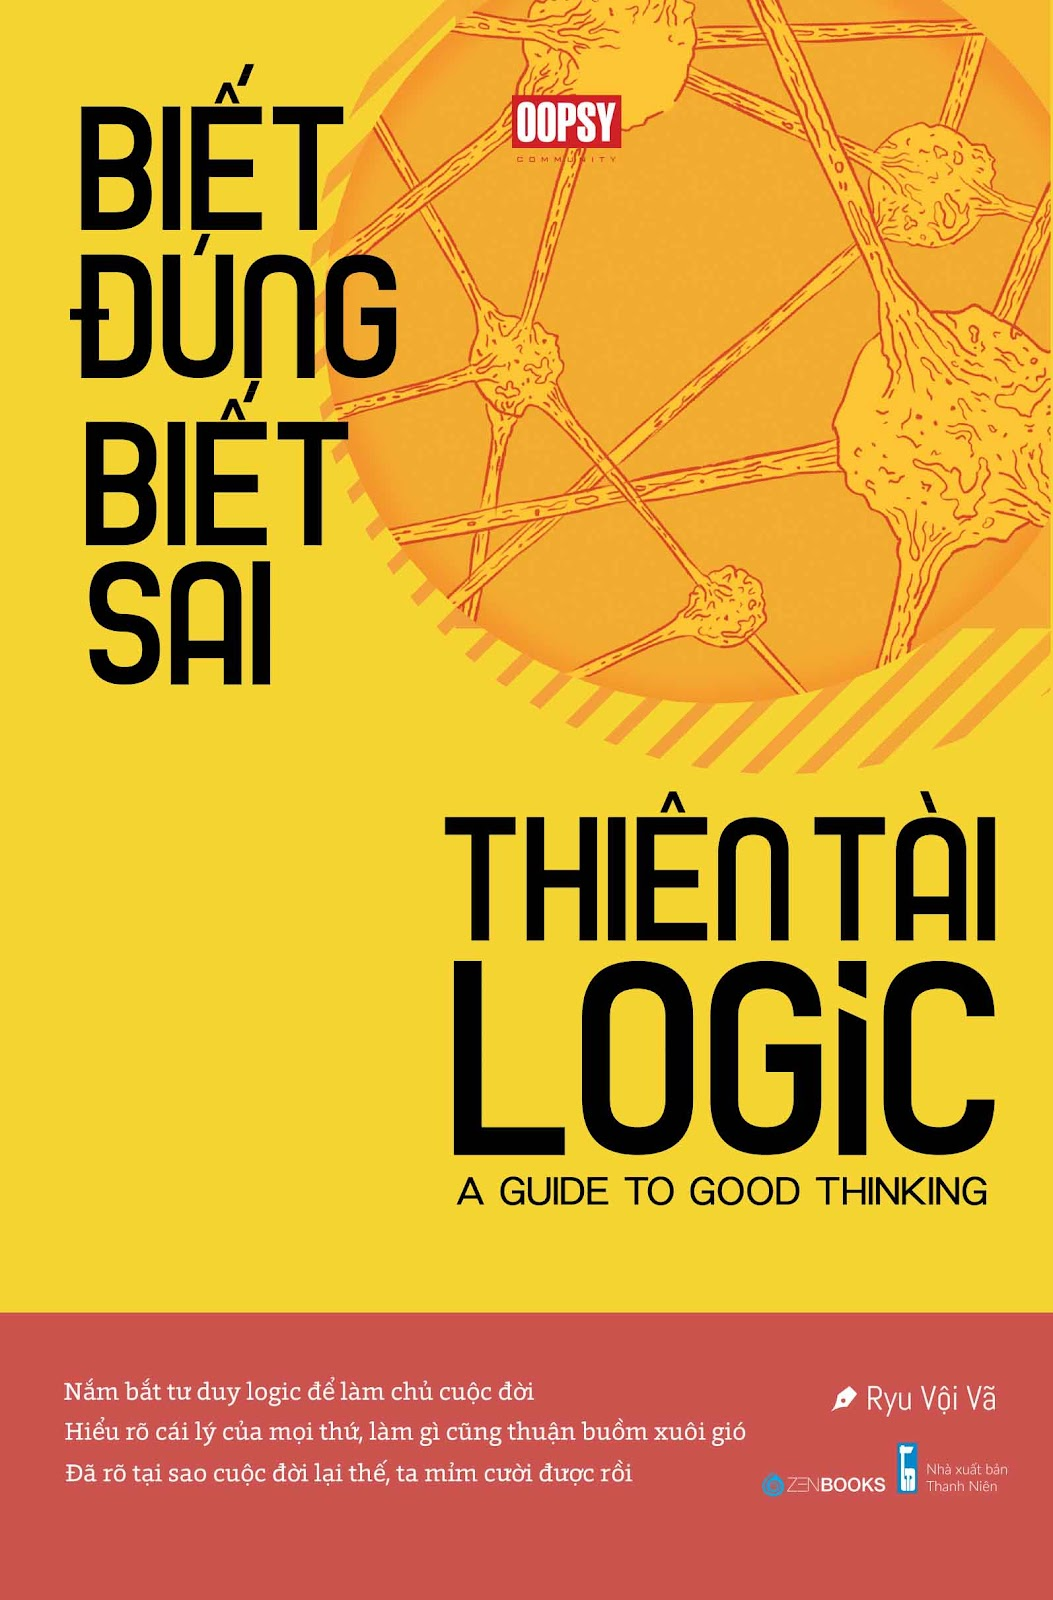 OOPSY
COMMUNITY
BIẾT
ĐÚNG
BIẾT
SAI
THIÊN TÀI
LOGiC
A GUIDE TO GOOD THINKING
Nắm bắt tư duy logic để làm chủ cuộc đời
Hiểu rõ cái lý của mọi thứ, làm gì cũng thuận buồm xuôi gió
Đã rõ tại sao cuộc đời lại thế, ta mỉm cười được rồi
Ryu Vội Vã
ZENBOOKS
Nhà xuất bản
Thanh Niên